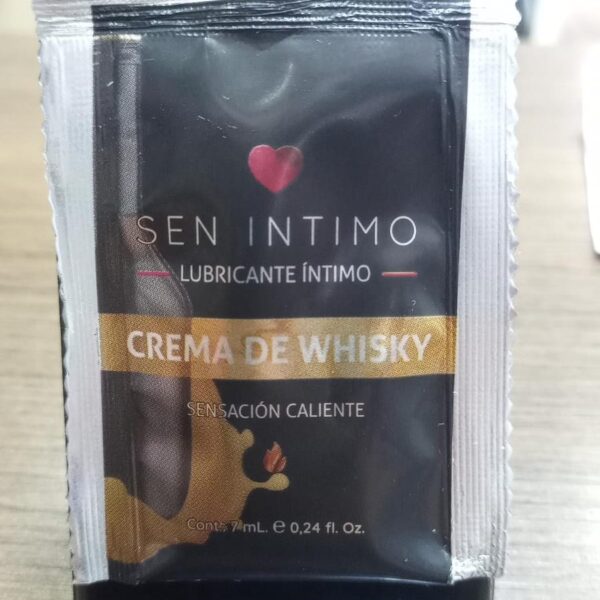 SEN INTIMO
LUBRICANTE ÍNTIMO
CREMA DE WHISKY
SENSACIÓN CALIENTE
Cont. 7 mL. e 0,24 fl. Oz.